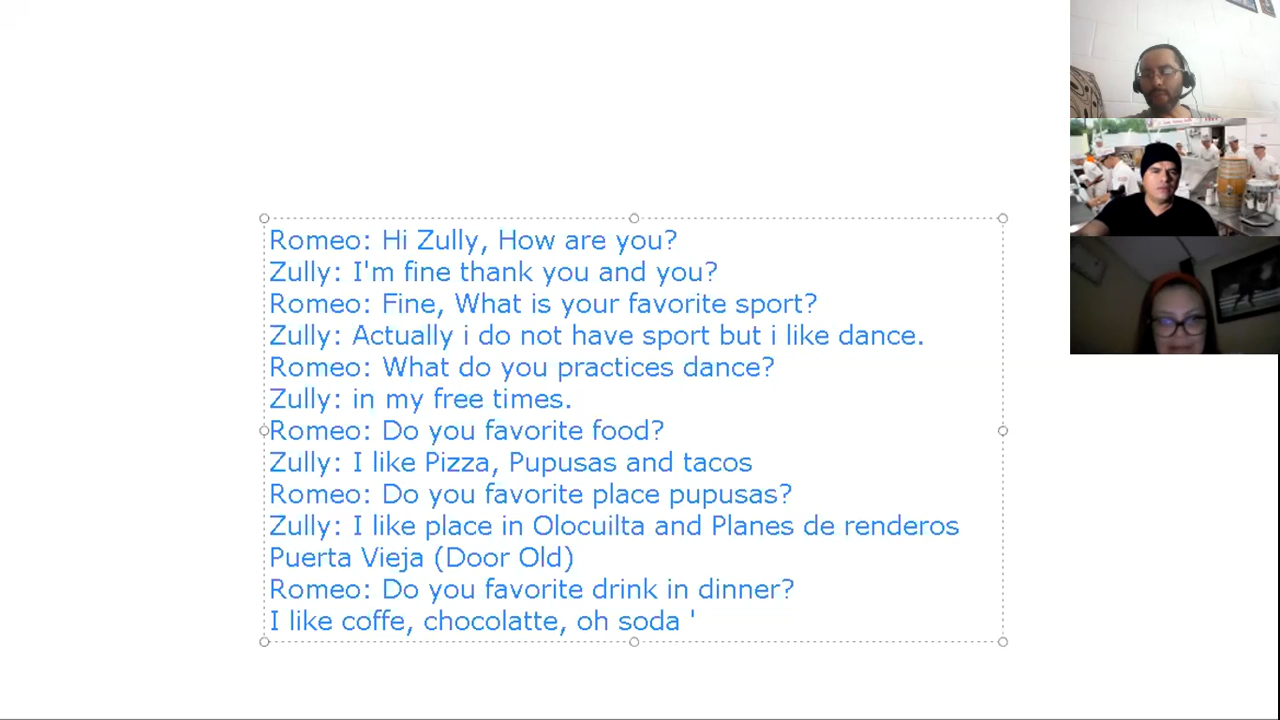 Romeo: Hi Zully, How are you?
Zully: I'm fine thank you and you?
Romeo: Fine, What is your favorite sport?
Zully: Actually i do not have sport but i like dance.
Romeo: What do you practices dance?
Zully: in my free times.
Romeo: Do you favorite food?
Zully: I like Pizza, Pupusas and tacos
Romeo: Do you favorite place pupusas?
Zully: I like place in Olocuilta and Planes de renderos
Puerta Vieja (Door Old)
Romeo: Do you favorite drink in dinner?
I like coffe, chocolatte, oh soda '